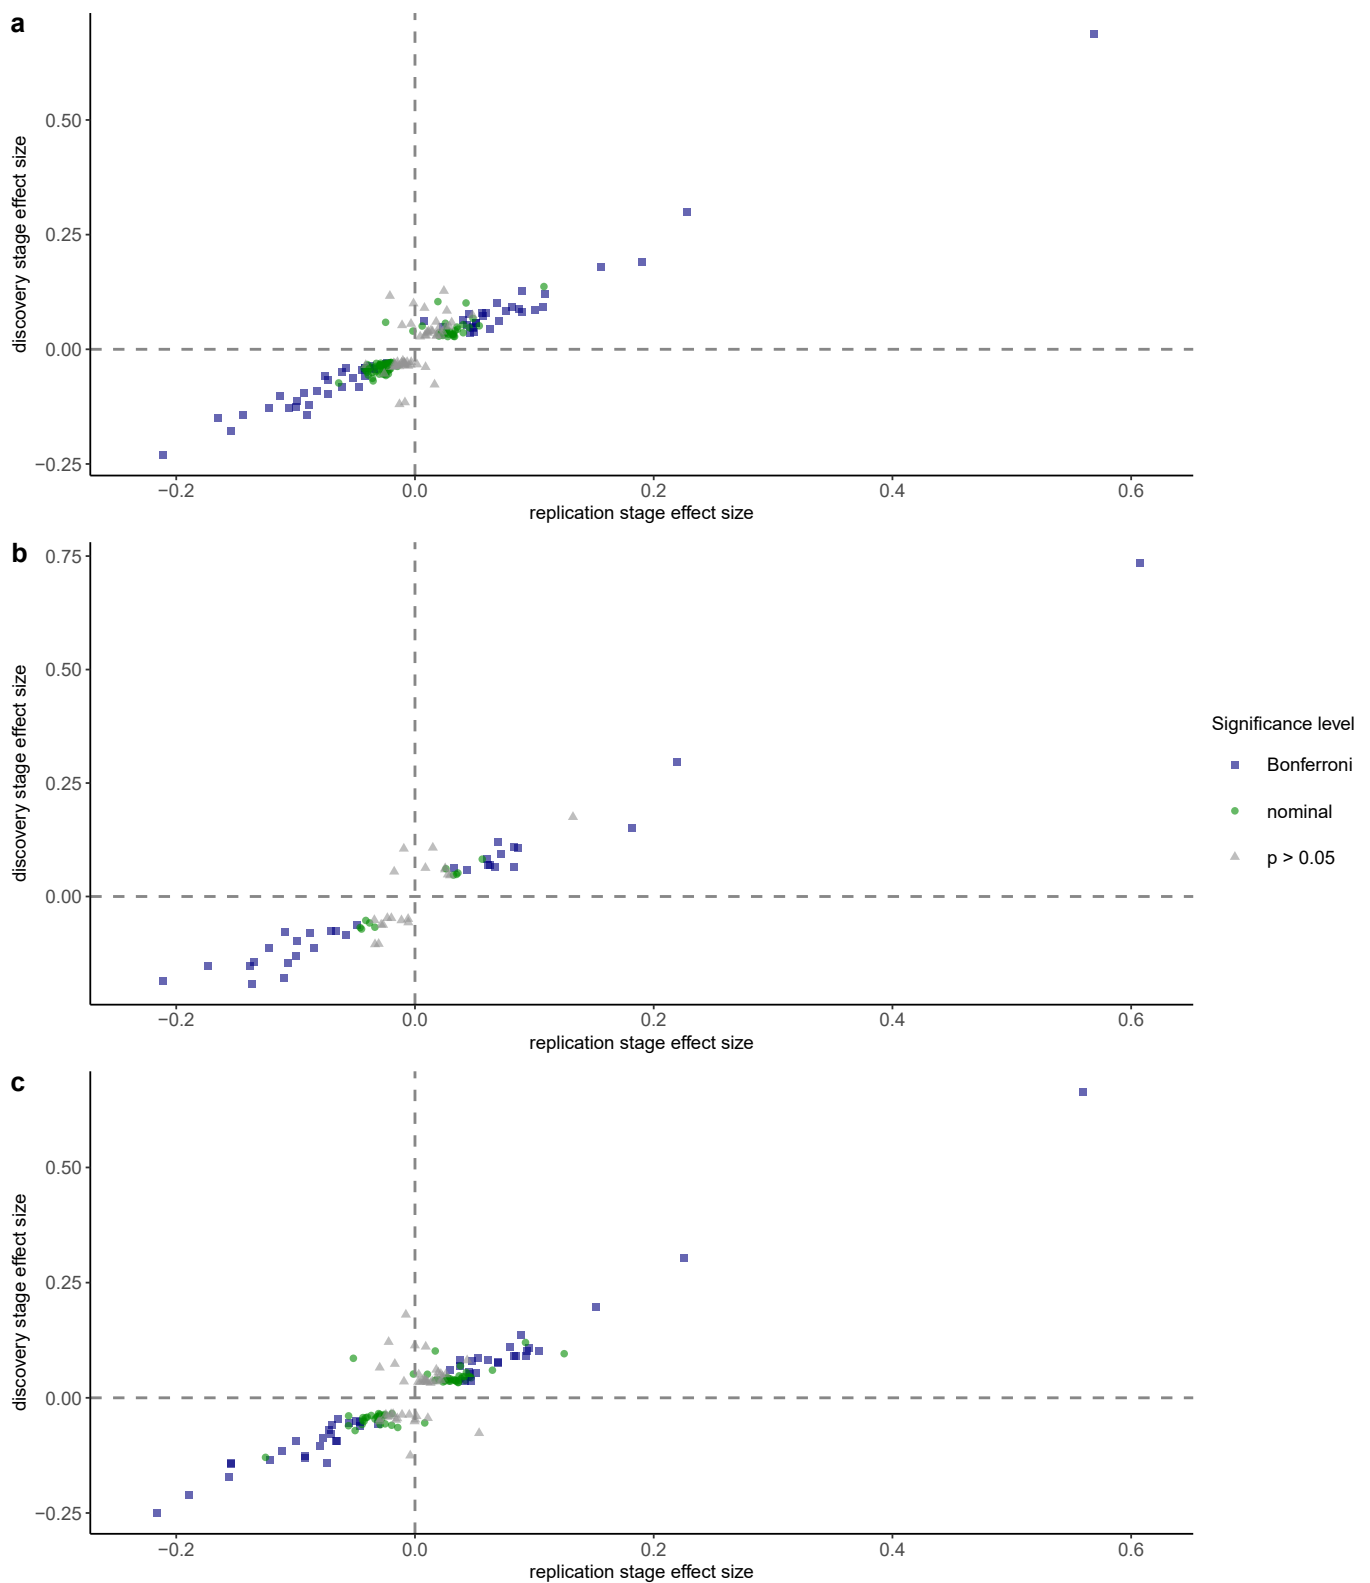 a
discovery stage effect size
0.50
0.25
0.00
−0.25
−0.2
0.0
0.2
0.4
0.6
replication stage effect size
b
discovery stage effect size
0.75
0.50
0.25
0.00
−0.2
0.0
0.2
0.4
0.6
replication stage effect size
Significance level
Bonferroni
nominal
p > 0.05
c
discovery stage effect size
0.50
0.25
0.00
−0.25
−0.2
0.0
0.2
0.4
0.6
replication stage effect size